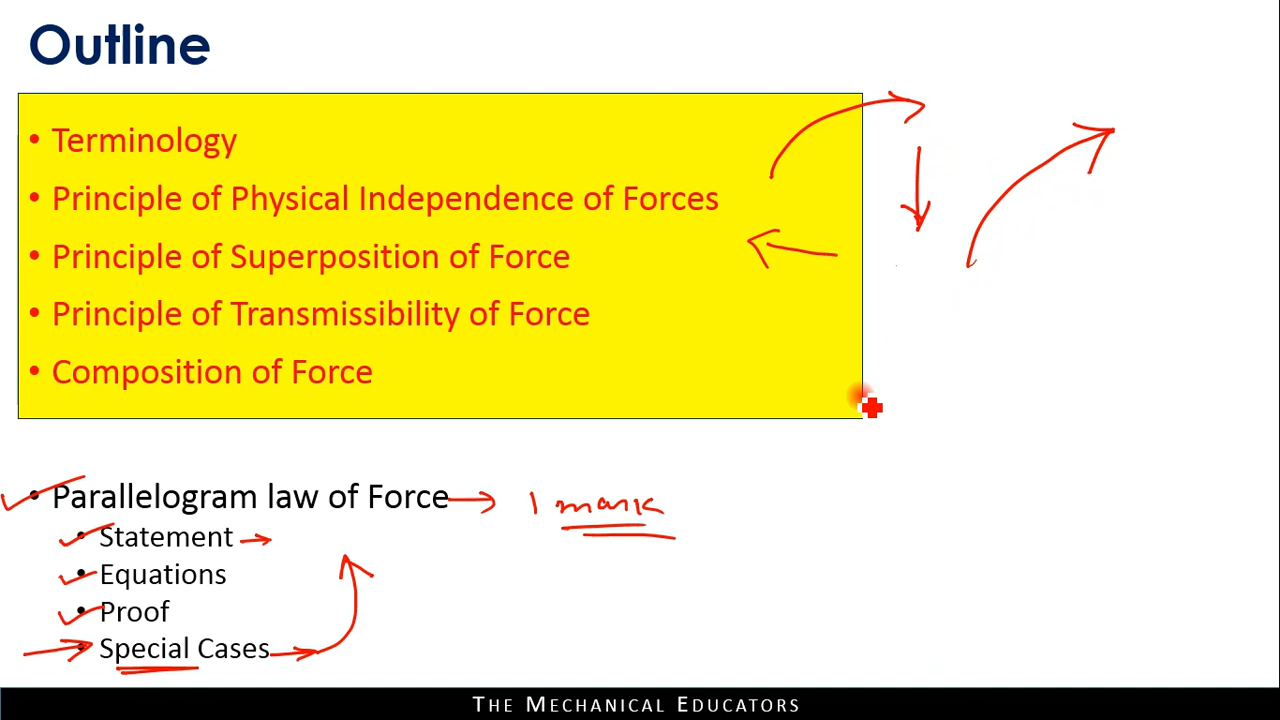 Outline
• Terminology
• Principle of Physical Independence of Forces
• Principle of Superposition of Force
• Principle of Transmissibility of Force
• Composition of Force
• Parallelogram law of Force → 1 mark
• Statement →
• Equations
• Proof
• Special Cases
THE MECHANICAL EDUCATORS